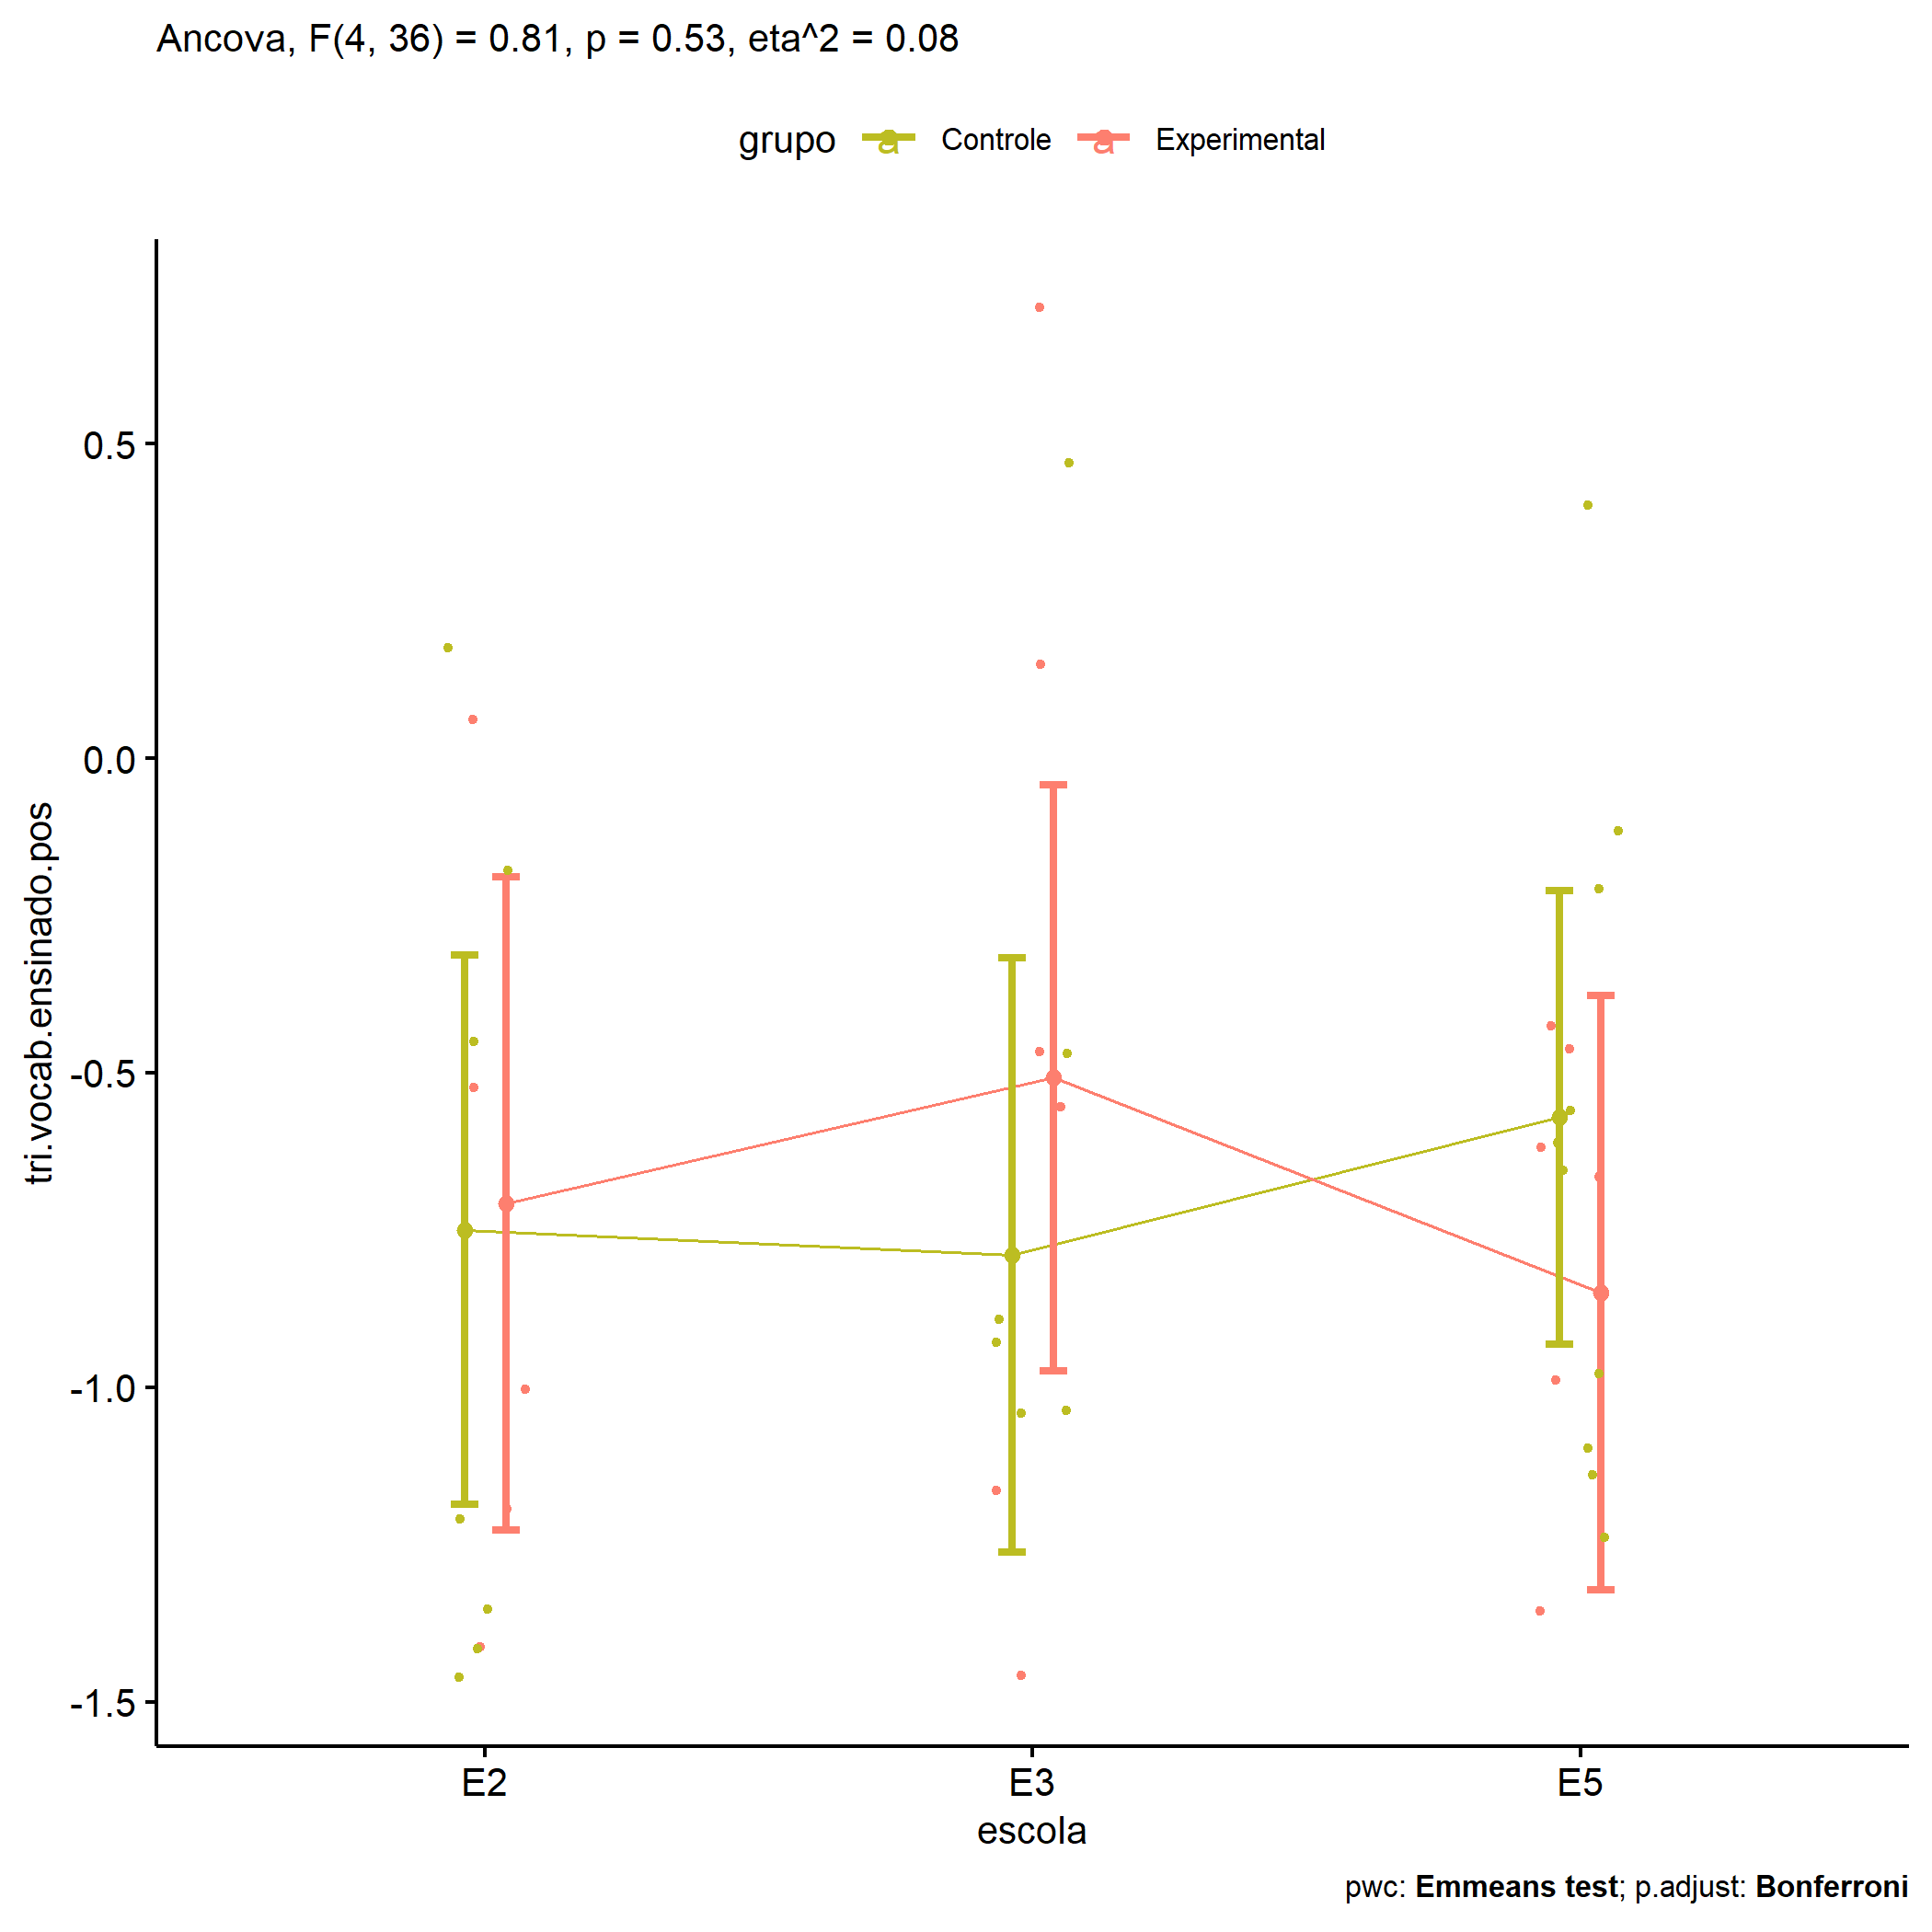 Ancova, F(4, 36) = 0.81, p = 0.53, eta^2 = 0.08
grupo a Controle a Experimental
0.5
0.0
-0.5
-1.0
-1.5
tri.vocab.ensinado.pos
E2 E3 E5
escola
pwc: Emmeans test; p.adjust: Bonferroni